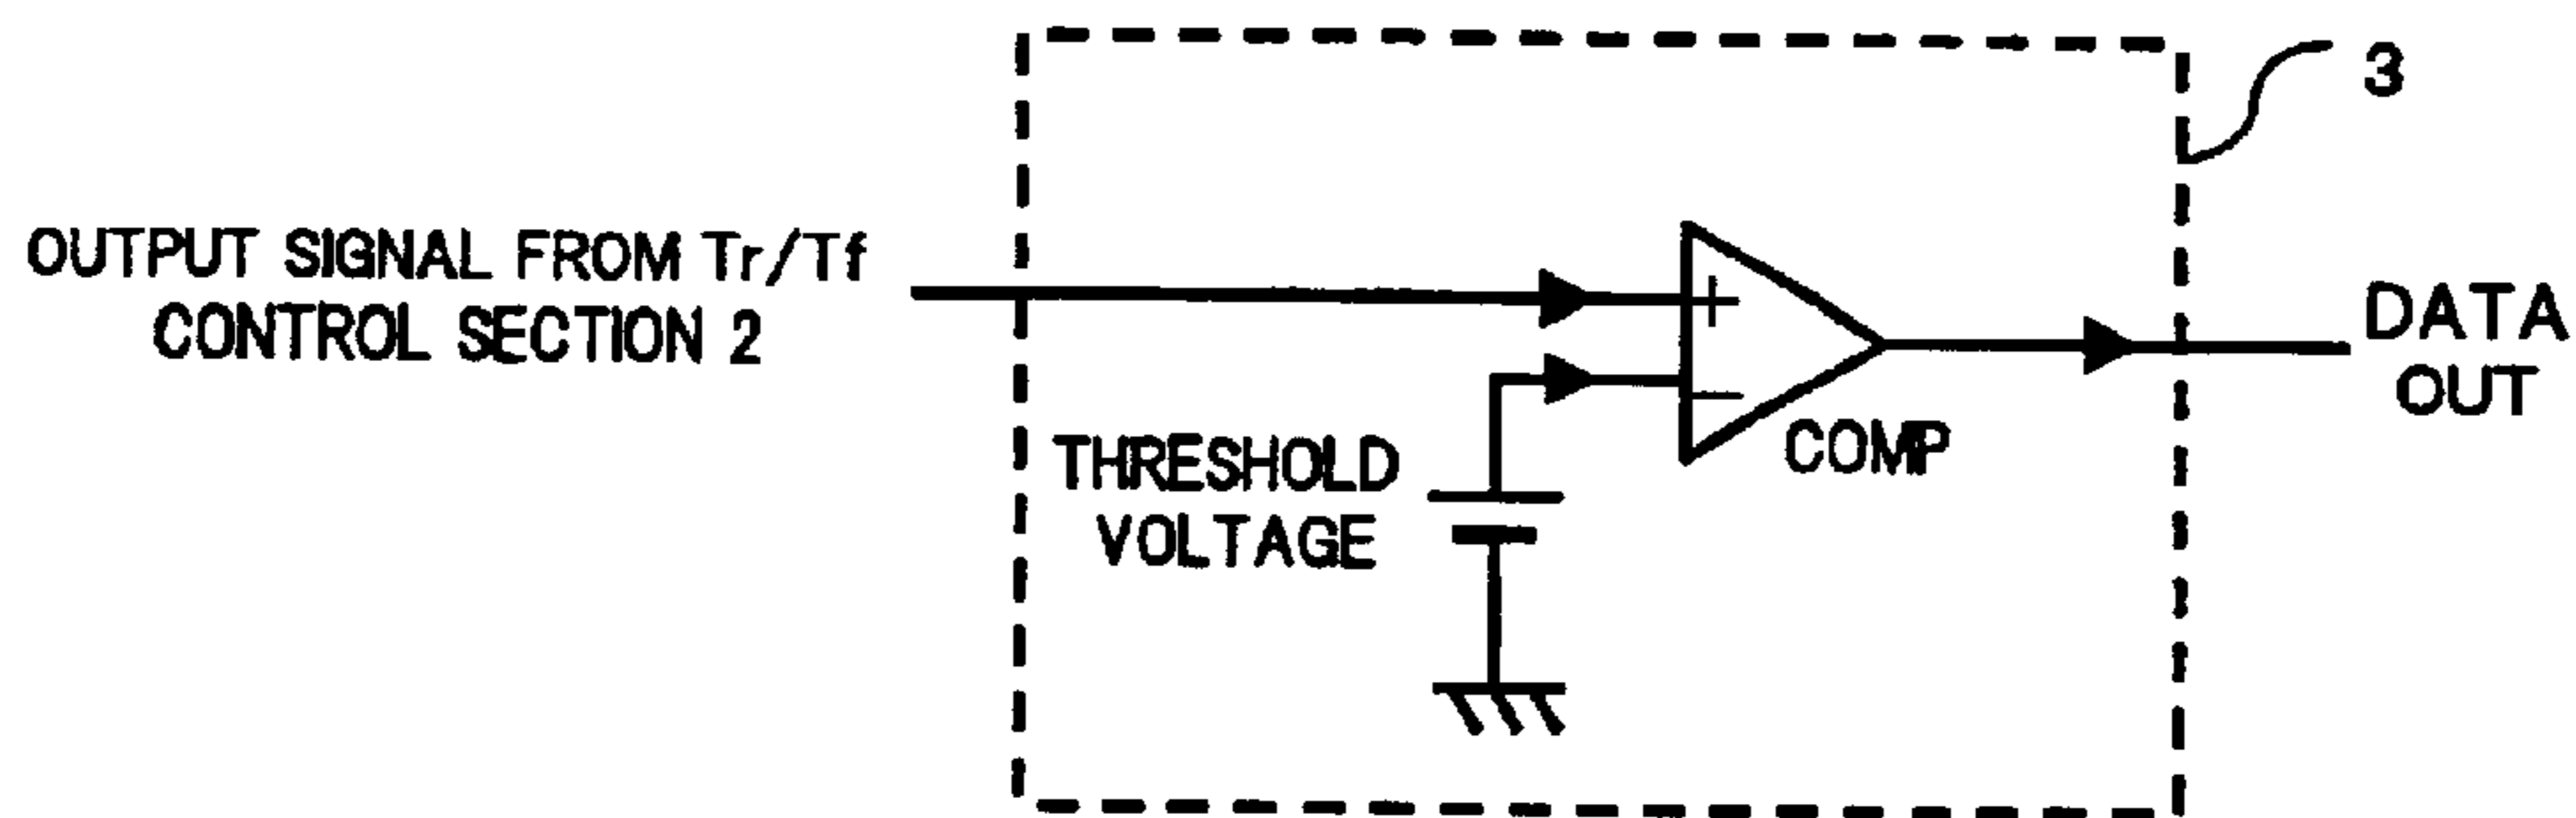 3
OUTPUT SIGNAL FROM Tr/Tf
CONTROL SECTION 2
+
−
DATA
OUT
COMP
THRESHOLD
VOLTAGE